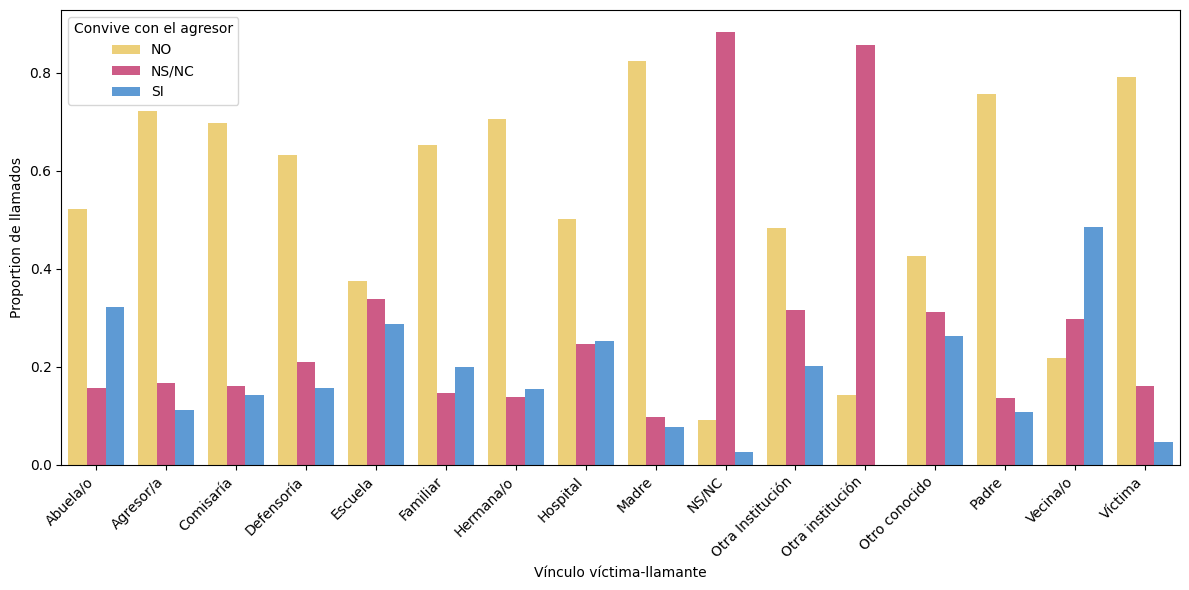 Convive con el agresor
NO
NS/NC
SI
Proportion de llamados
0.8
0.6
0.4
0.2
0.0
Abuela/o
Agresor/a
Comisaría
Defensoría
Escuela
Familiar
Hermana/o
Hospital
Madre
NS/NC
Otra Institución
Otra institución
Otro conocido
Padre
Vecina/o
Víctima
Vínculo víctima-llamante